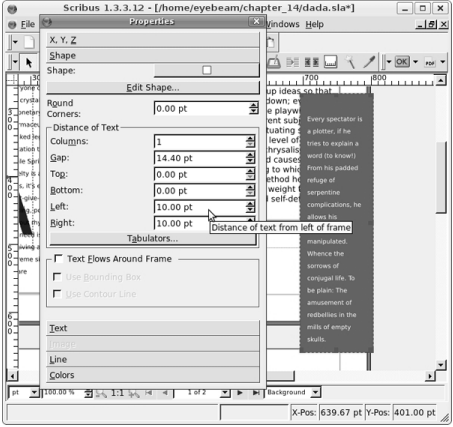 Scribus 1.3.3.12 - [/home/eyebeam/chapter_14/dada.sla*]
File
Windows
Help
Properties
X, Y, Z
Shape
Shape:
Edit Shape...
Round
Corners:
0.00 pt
Distance of Text
Columns:
1
Gap:
14.40 pt
Top:
0.00 pt
Bottom:
0.00 pt
Left:
10.00 pt
Right:
10.00 pt
Distance of text from left of frame
Tabulators...
Text Flows Around Frame
Use Bounding Box
Use Contour Line
Text
Image
Line
Colors
OK
PDF
700
800
up ideas so that
Every spectator is
a plotter, if he
tries to explain a
word (to know!)
From his padded
refuge of
serpentine
complications, he
allows his
manipulated.
Whence the
sorrows of
conjugal life. To
be plain: The
amusement of
redbellies in the
mills of empty
skulls.
pt
100.00 %
1:1
1 of 2
Background
X-Pos: 639.67 pt
Y-Pos: 401.00 pt